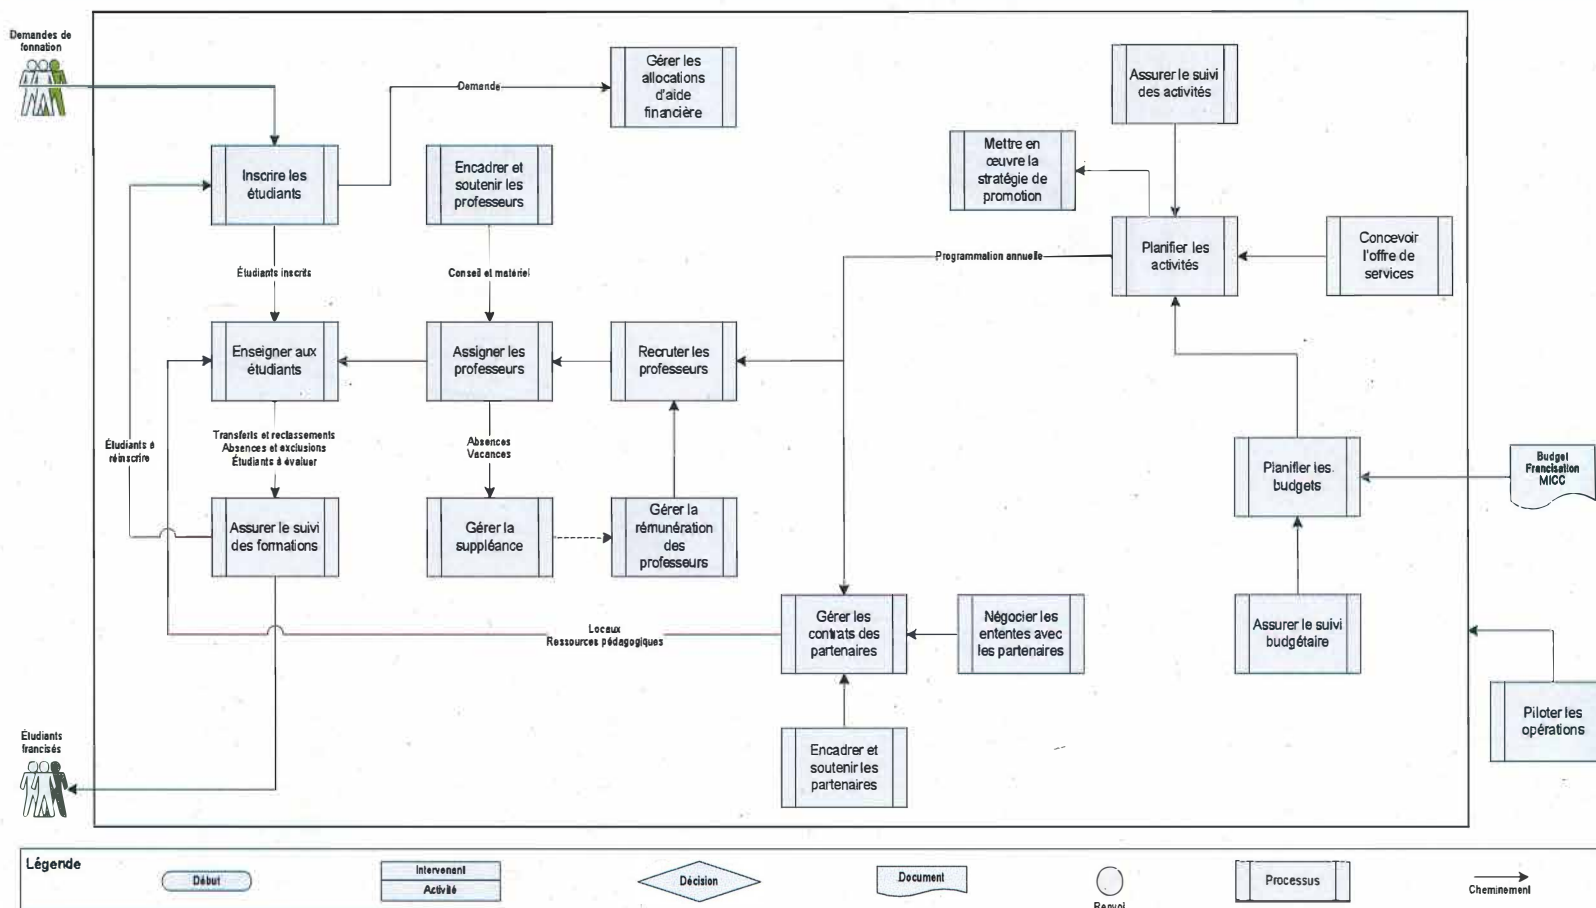 Demandes de
formation
Gérer les
allocations
d'aide
financière
Demande
Assurer le suivi
des activités
Mettre en
œuvre la
stratégie de
promotion
Inscrire les
étudiants
Encadrer et
soutenir les
professeurs
Planifier les
activités
Concevoir
l'offre de
services
Programmation annuelle
Étudiants inscrits
Conseil et matériel
Enseigner aux
étudiants
Assigner les
professeurs
Recruter les
professeurs
Étudiants à
réinscrire
Transferts et reclassements
Absences et exclusions
Étudiants à évaluer
Absences
Vacances
Planifier les
budgets
Budget
Francisation
MICC
Assurer le suivi
des formations
Gérer la
suppléance
Gérer la
rémunération
des
professeurs
Locaux
Ressources pédagogiques
Gérer les
contrats des
partenaires
Négocier les
ententes avec
les partenaires
Assurer le suivi
budgétaire
Piloter les
opérations
Étudiants
francisés
Encadrer et
soutenir les
partenaires
Légende
Début
Intervenant
Activité
Décision
Document
Renvoi
Processus
Cheminement